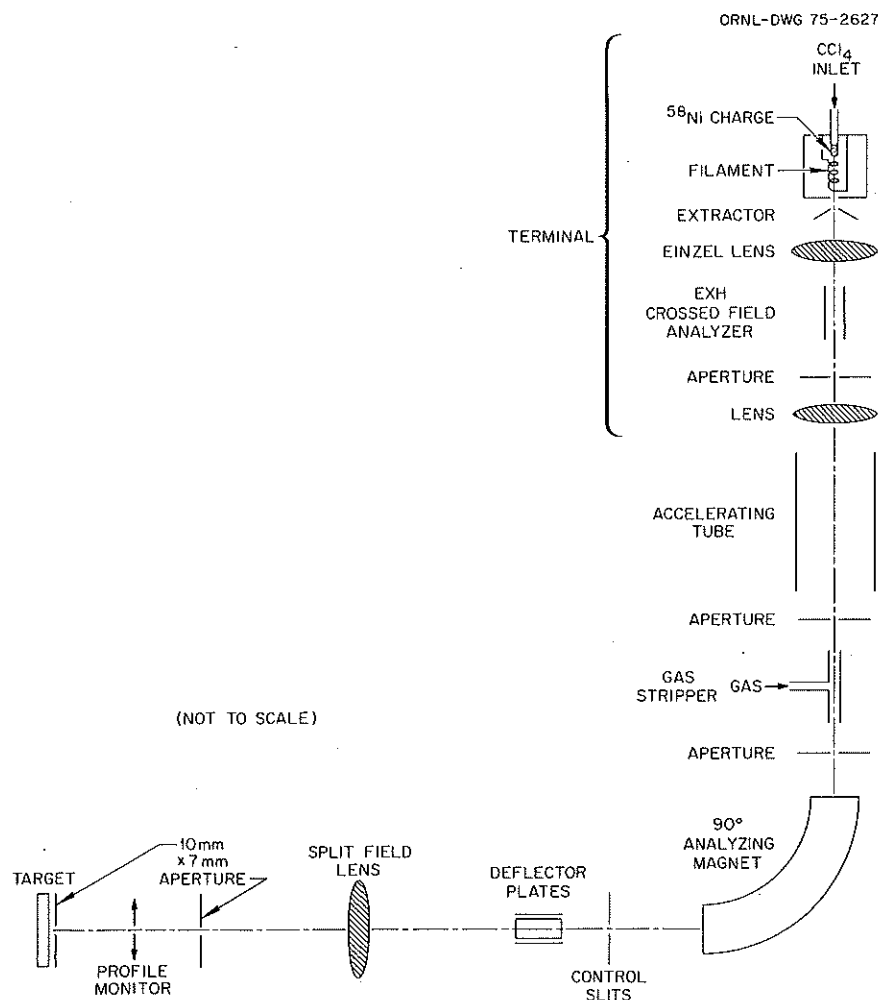 ORNL-DWG 75-2627
CCl₄
INLET
⁵⁸Ni CHARGE
FILAMENT
EXTRACTOR
TERMINAL
EINZEL LENS
EXH
CROSSED FIELD
ANALYZER
APERTURE
LENS
ACCELERATING
TUBE
APERTURE
GAS
STRIPPER
GAS
(NOT TO SCALE)
APERTURE
90°
ANALYZING
MAGNET
10mm
x 7mm
APERTURE
TARGET
SPLIT FIELD
LENS
DEFLECTOR
PLATES
PROFILE
MONITOR
CONTROL
SLITS